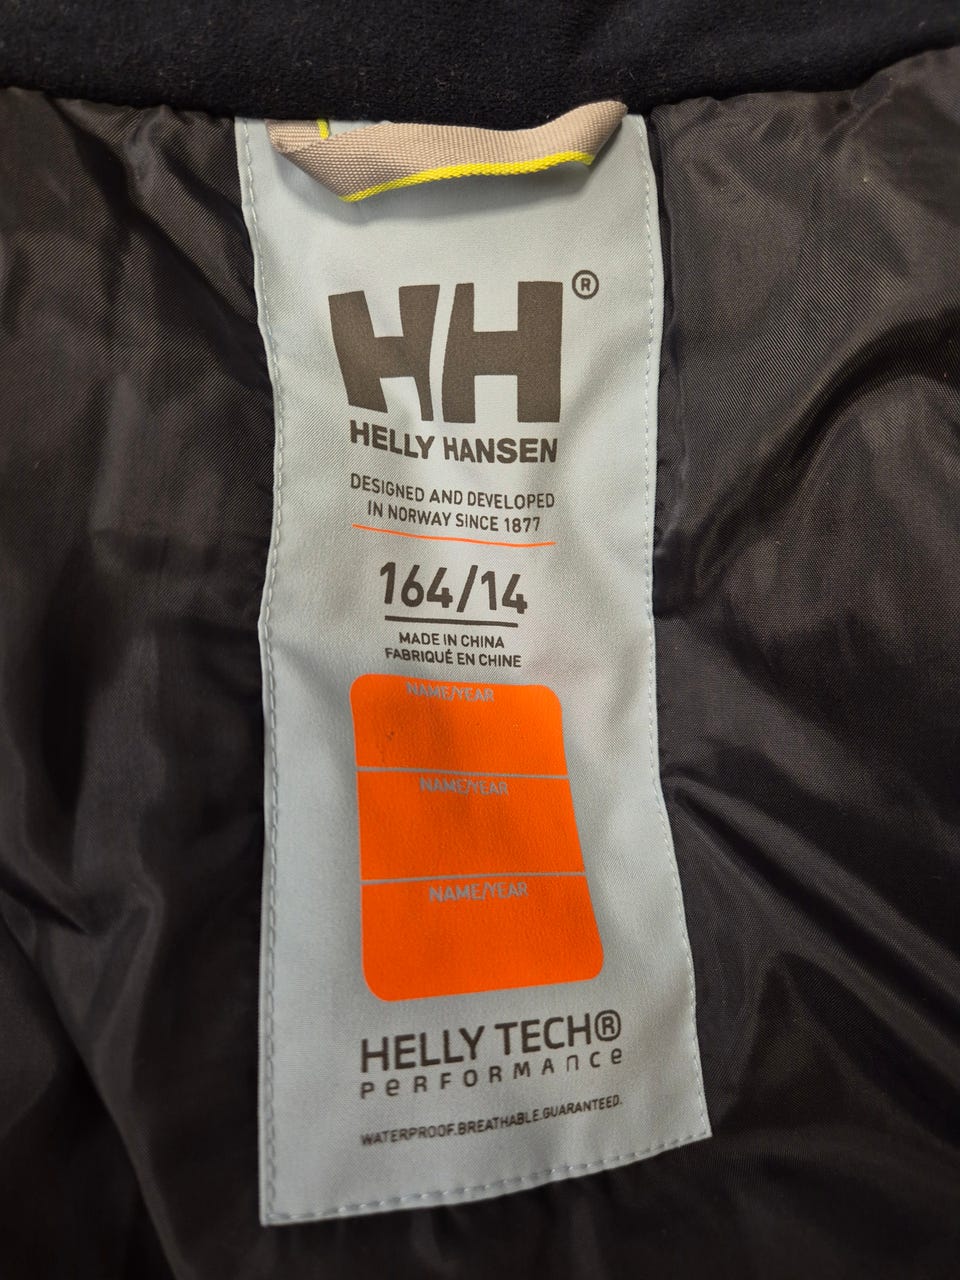 HH®
HELLY HANSEN
DESIGNED AND DEVELOPED
IN NORWAY SINCE 1877
164/14
MADE IN CHINA
FABRIQUÉ EN CHINE
NAME/YEAR
NAME/YEAR
NAME/YEAR
HELLY TECH®
PERFORMANCE
WATERPROOF.BREATHABLE.GUARANTEED.